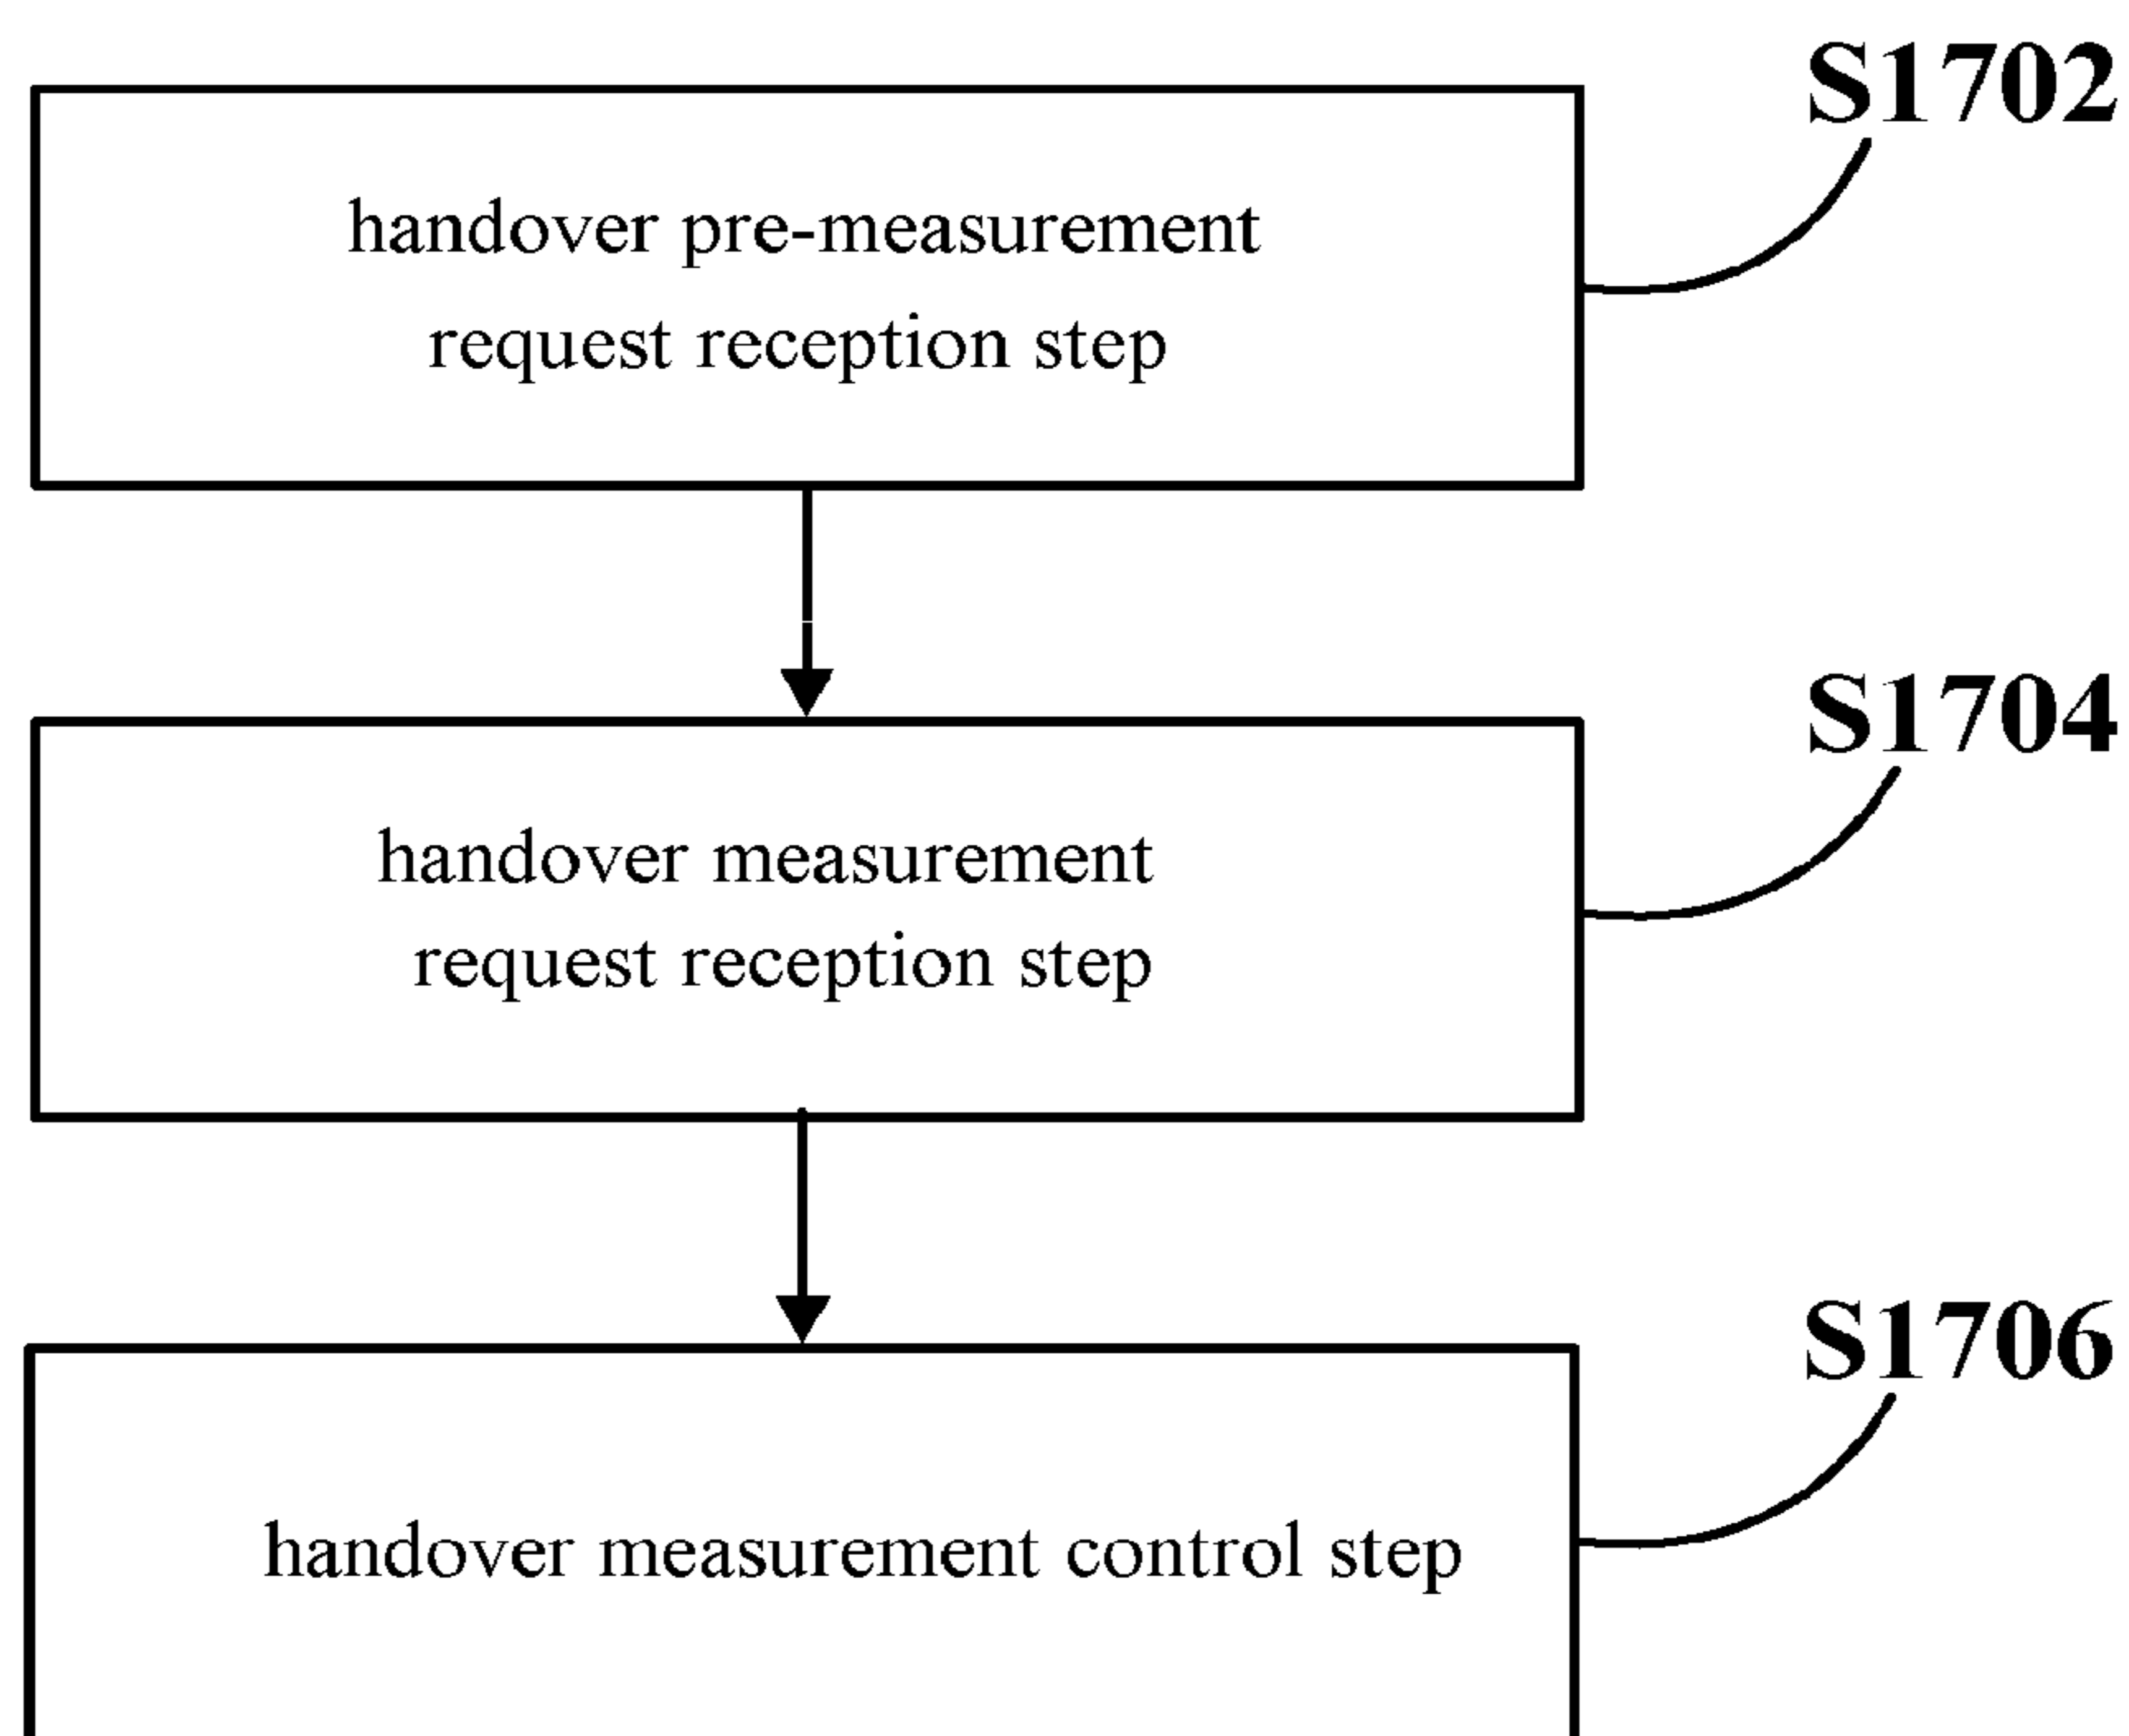 S1702
handover pre-measurement
request reception step
S1704
handover measurement
request reception step
S1706
handover measurement control step